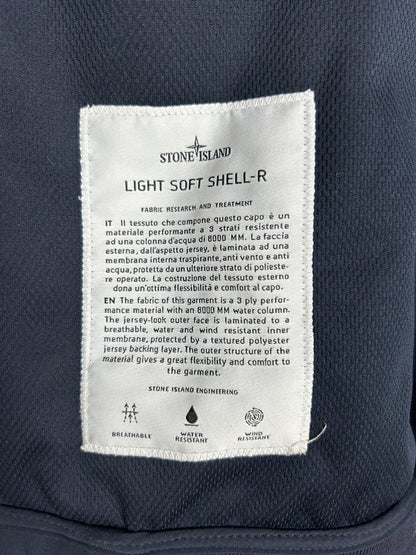 STONE ISLAND
LIGHT SOFT SHELL-R
FABRIC RESEARCH AND TREATMENT
IT Il tessuto che compone questo capo è un
materiale performante a 3 strati resistente
ad una colonna d'acqua di 8000 MM. La faccia
esterna, dall'aspetto jersey, è laminata ad una
membrana interna traspirante, anti vento e anti
acqua, protetta da un ulteriore strato di polieste-
re operato. La costruzione del tessuto esterno
dona un'ottima flessibilità e comfort al capo.
EN The fabric of this garment is a 3 ply perfor-
mance material with an 8000 MM water column.
The jersey-look outer face is laminated to a
breathable, water and wind resistant inner
membrane, protected by a textured polyester
jersey backing layer. The outer structure of the
material gives a great flexibility and comfort to
the garment.
STONE ISLAND ENGINEERING
BREATHABLE
WATER
RESISTANT
WIND
RESISTANT